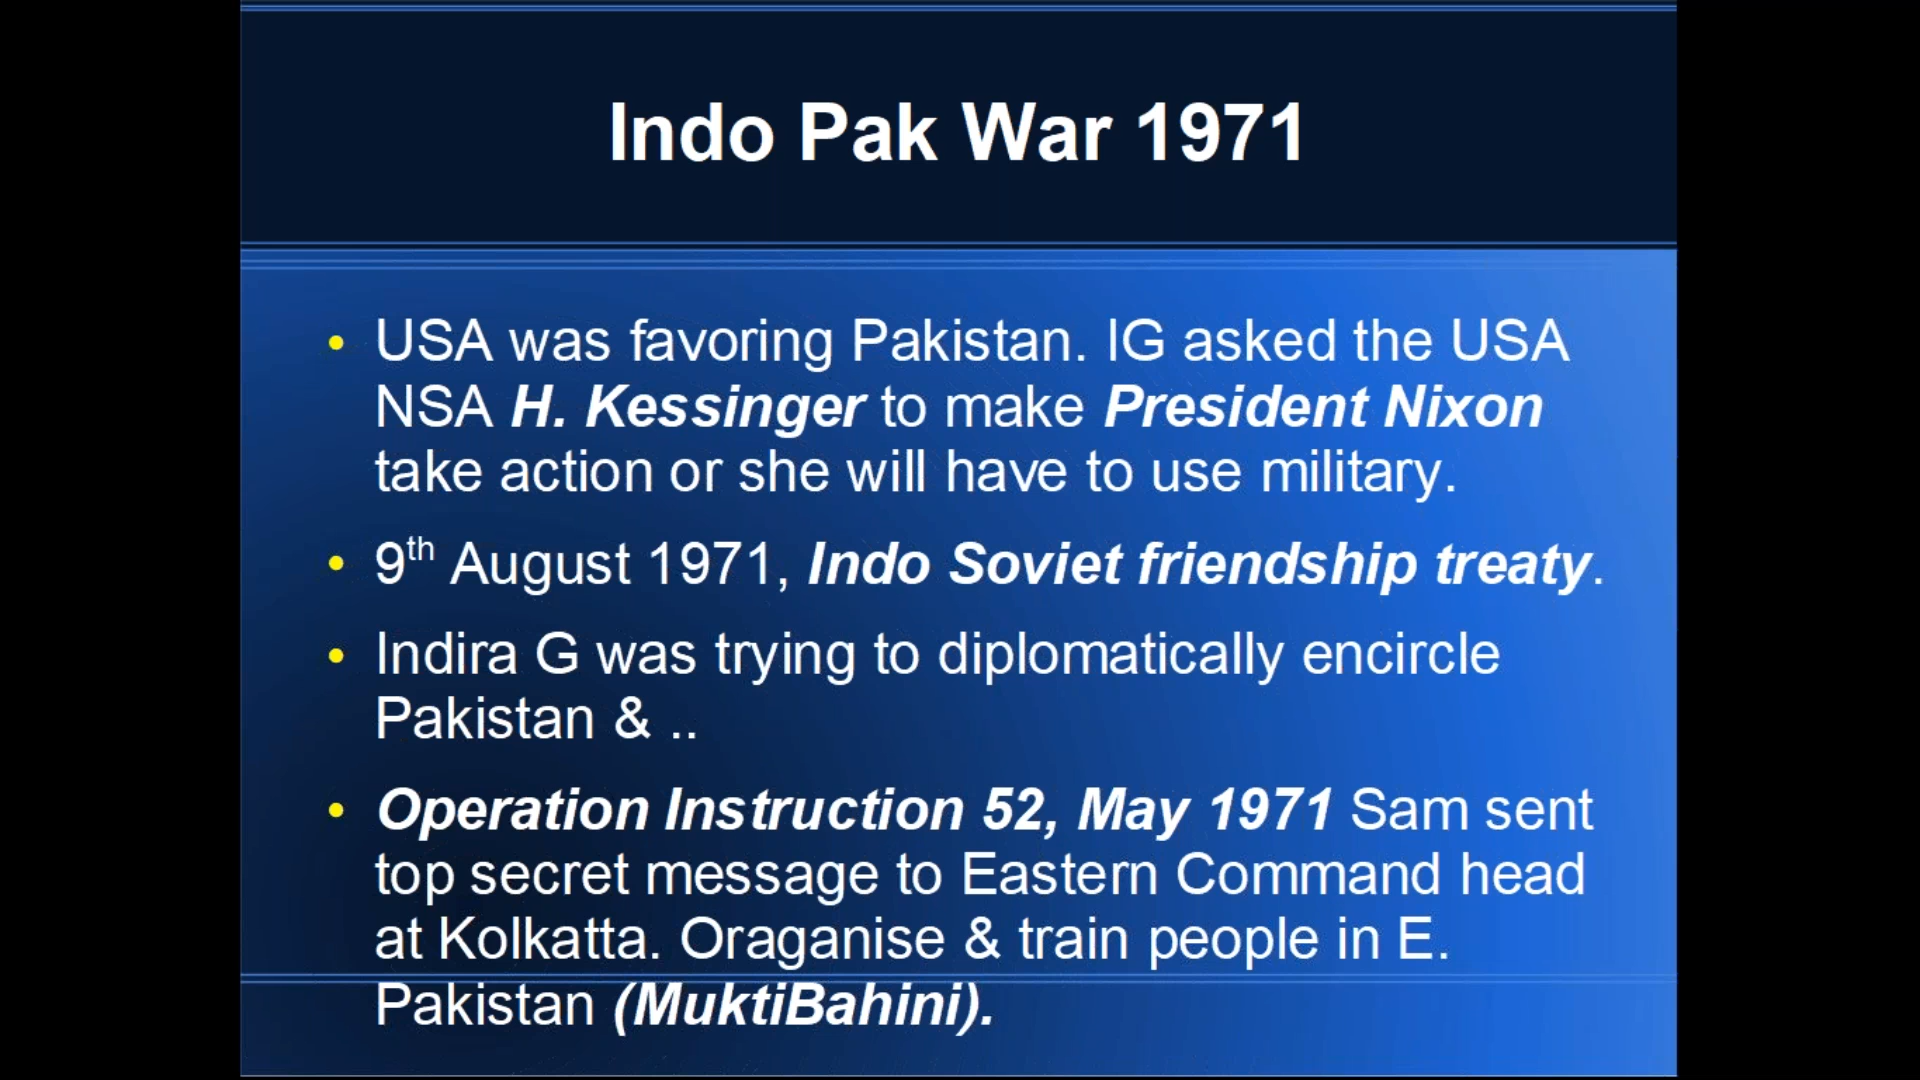 Indo Pak War 1971
• USA was favoring Pakistan. IG asked the USA
NSA H. Kessinger to make President Nixon
take action or she will have to use military.
• 9th August 1971, Indo Soviet friendship treaty.
• Indira G was trying to diplomatically encircle
Pakistan & ..
• Operation Instruction 52, May 1971 Sam sent
top secret message to Eastern Command head
at Kolkatta. Oraganise & train people in E.
Pakistan (MuktiBahini).